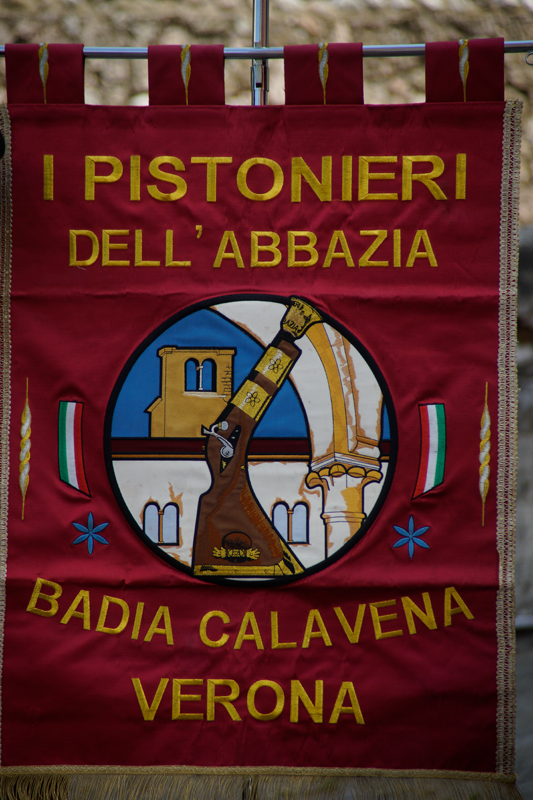 I PISTONIERI
DELL'ABBAZIA
BADIA CALAVENA
VERONA